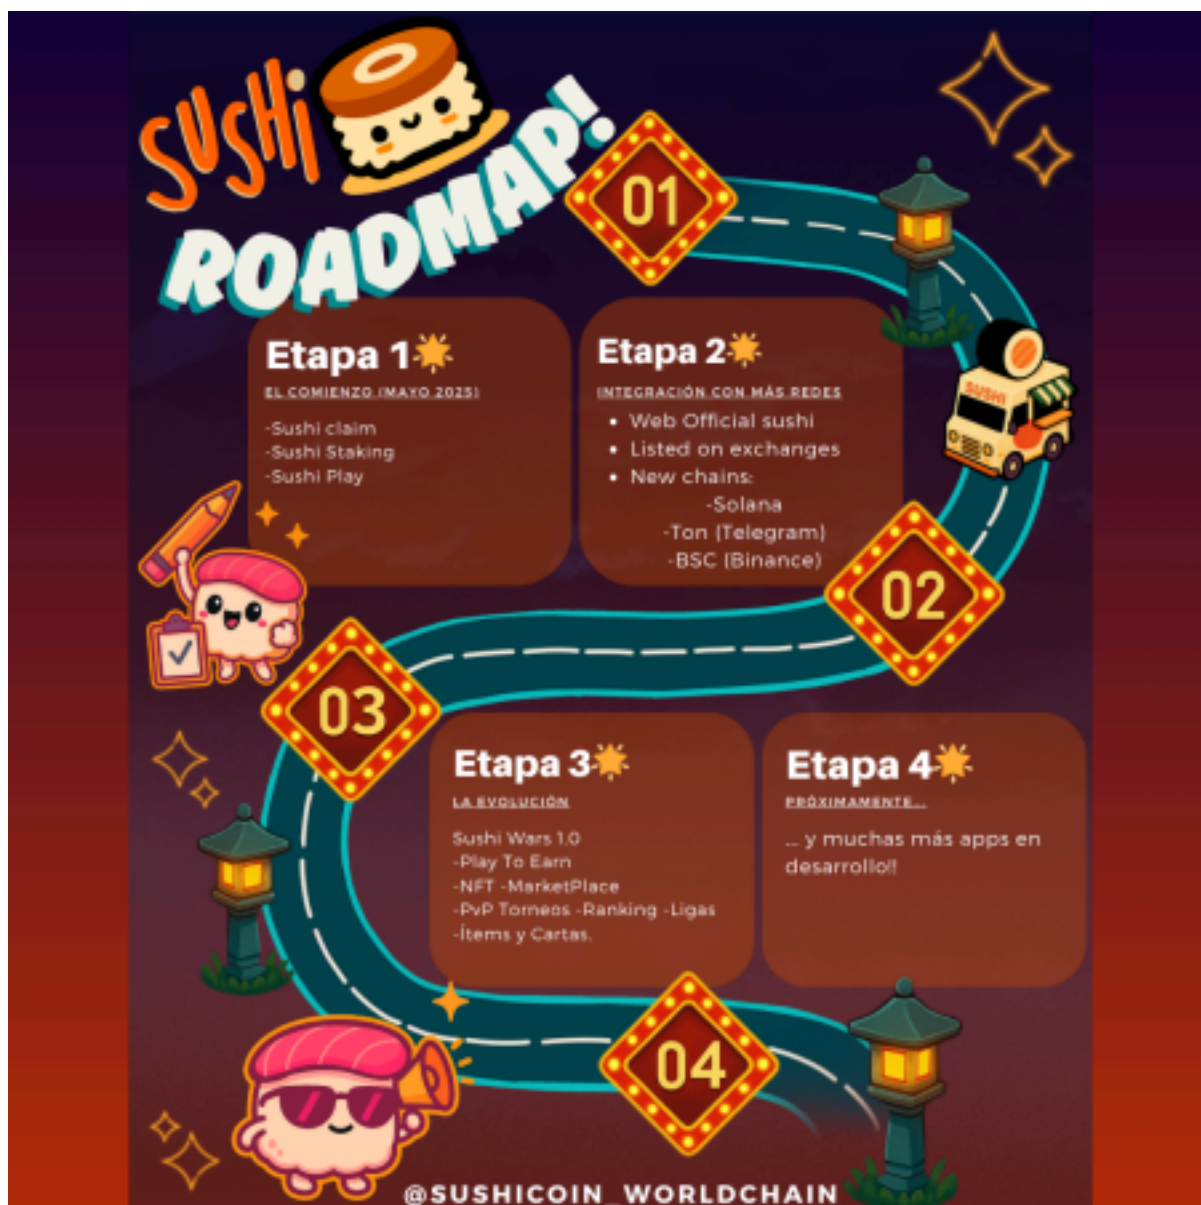 SUSHi
ROADMAP!
01
Etapa 1
EL COMIENZO (MAYO 2025)
-Sushi claim
-Sushi Staking
-Sushi Play
Etapa 2
INTEGRACIÓN CON MÁS REDES
• Web Official sushi
• Listed on exchanges
• New chains:
-Solana
-Ton (Telegram)
-BSC (Binance)
SUSHI
02
03
Etapa 3
LA EVOLUCIÓN
Sushi Wars 1.0
-Play To Earn
-NFT -MarketPlace
-PvP Torneos -Ranking -Ligas
-Ítems y Cartas.
Etapa 4
PRÓXIMAMENTE...
... y muchas más apps en
desarrollo!!
04
@SUSHICOIN_WORLDCHAIN